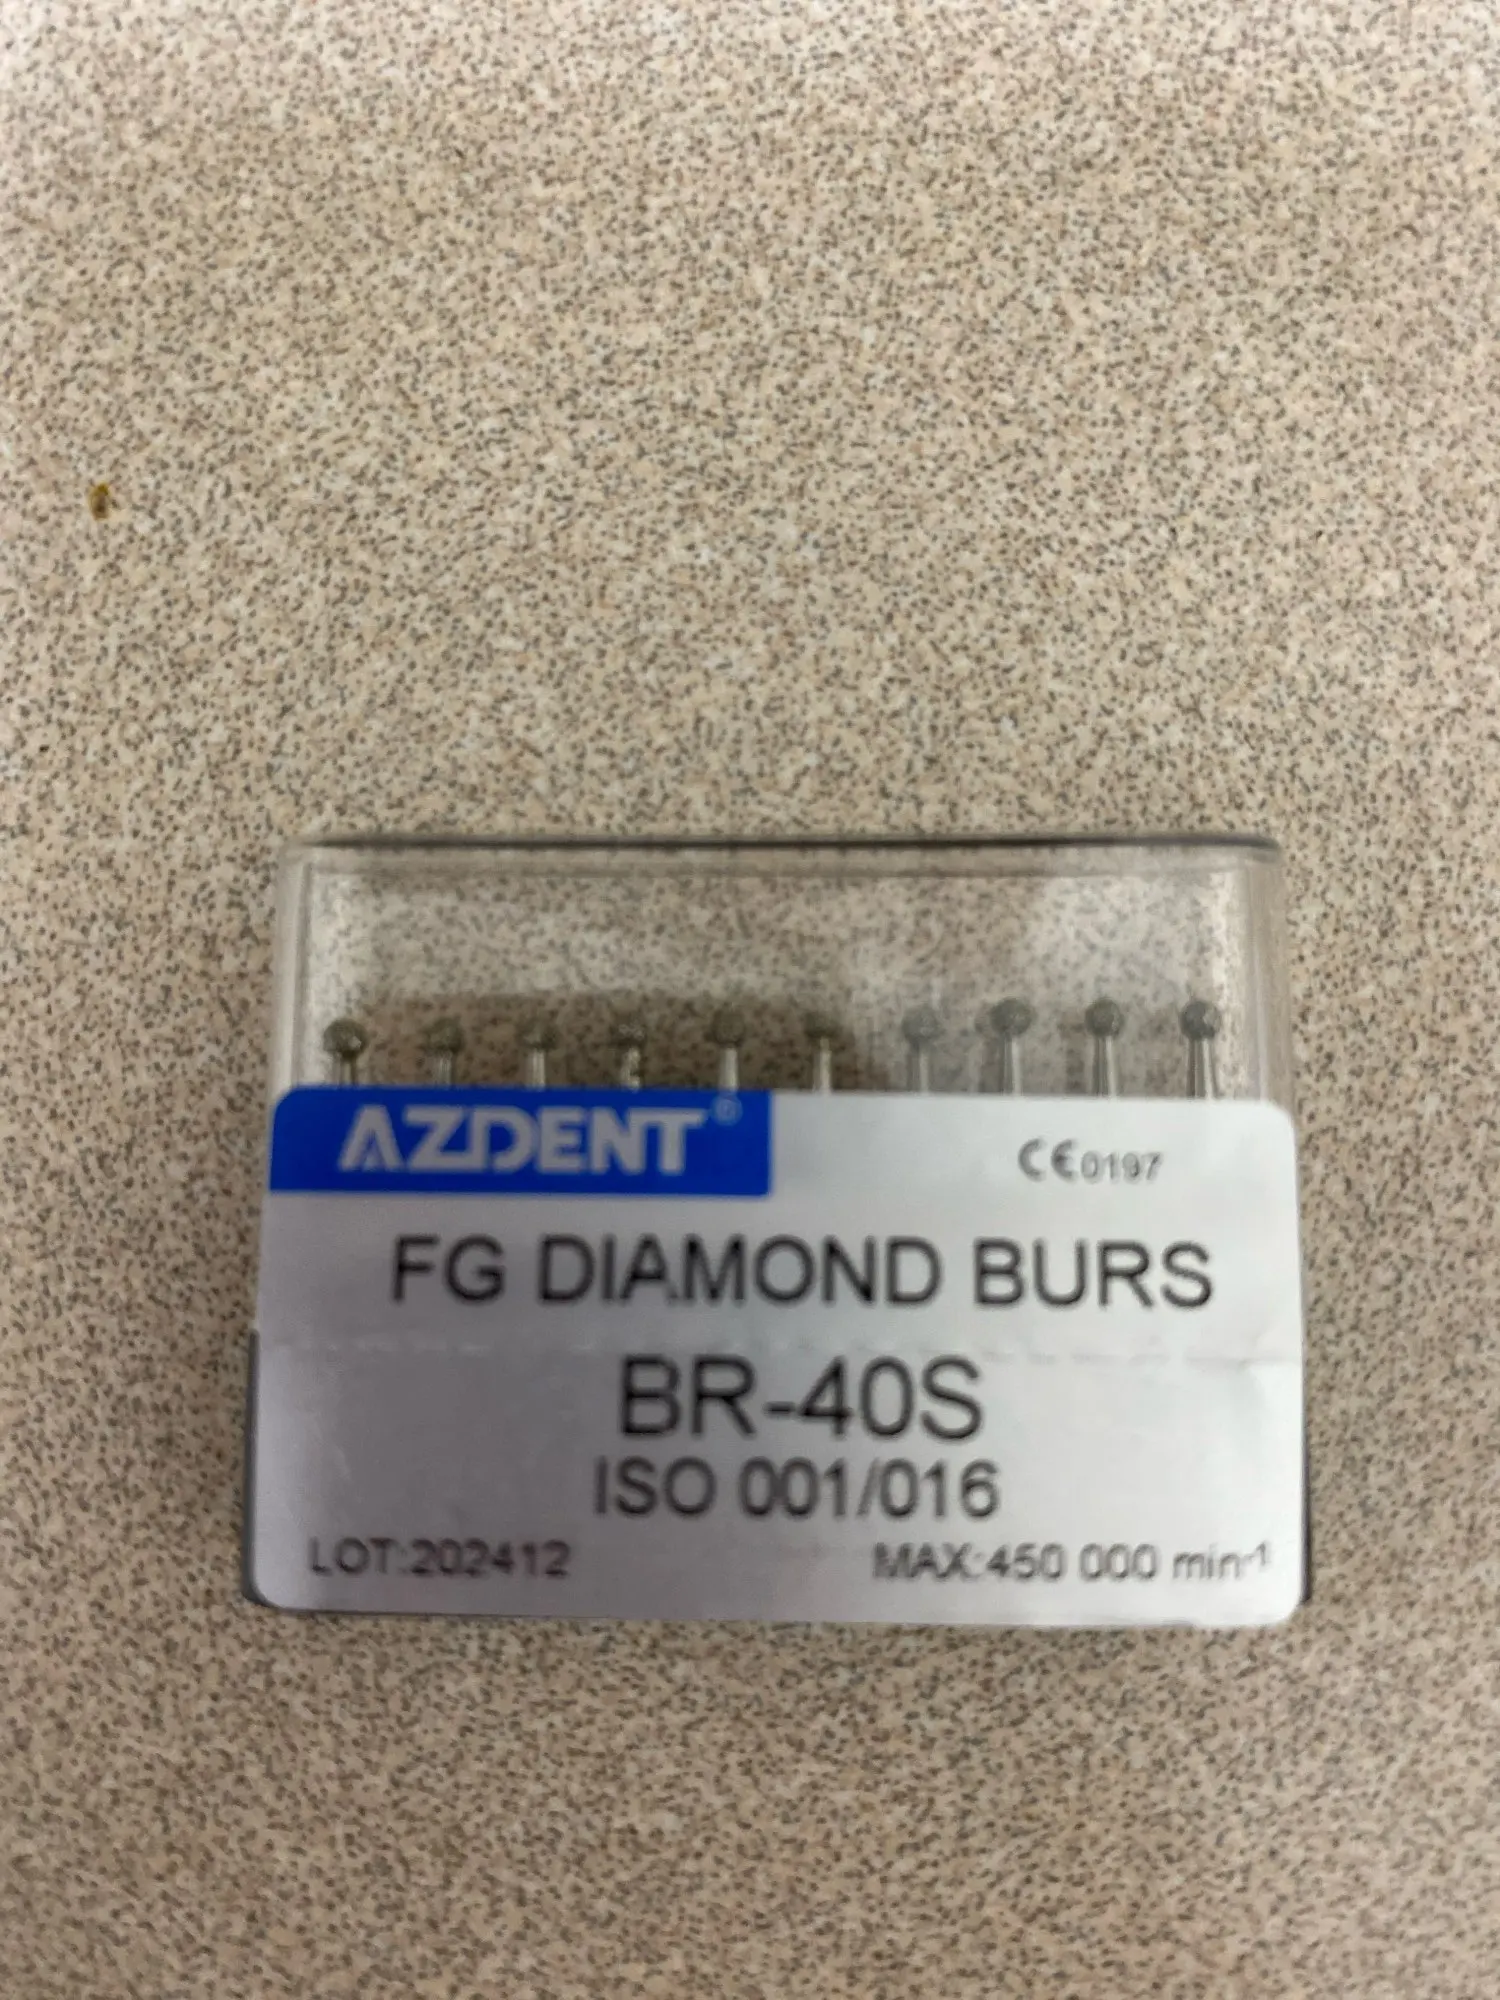 AZDENT®
CE0197
FG DIAMOND BURS
BR-40S
ISO 001/016
LOT:202412
MAX:450 000 min-1